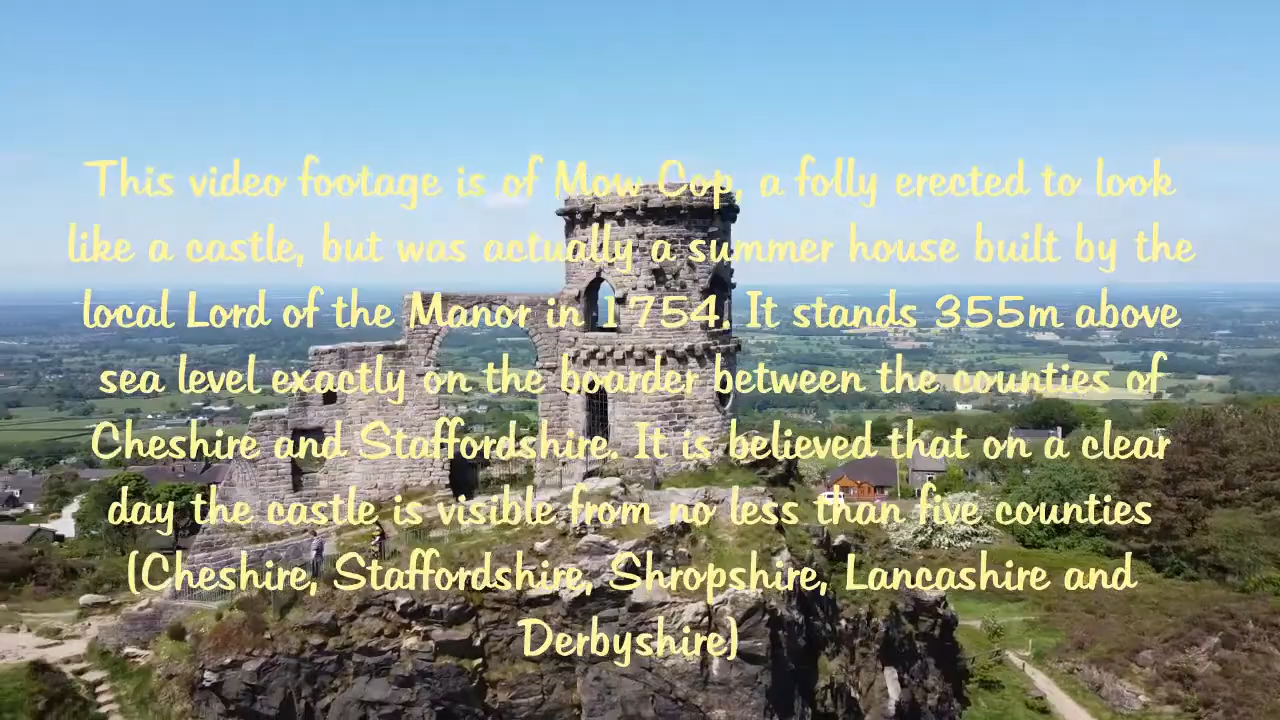 This video footage is of Mow Cop, a folly erected to look
like a castle, but was actually a summer house built by the
local Lord of the Manor in 1754. It stands 355m above
sea level exactly on the boarder between the counties of
Cheshire and Staffordshire. It is believed that on a clear
day the castle is visible from no less than five counties
(Cheshire, Staffordshire, Shropshire, Lancashire and
Derbyshire)